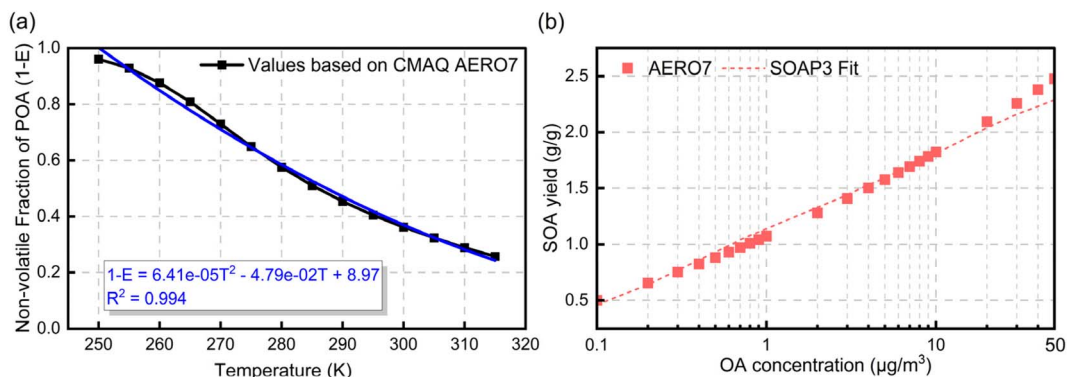 (a)
Non-volatile Fraction of POA (1-E)
1.0
0.8
0.6
0.4
0.2
0.0
Values based on CMAQ AERO7
1-E = 6.41e-05T² - 4.79e-02T + 8.97
R² = 0.994
250 260 270 280 290 300 310 320
Temperature (K)
(b)
SOA yield (g/g)
2.5
2.0
1.5
1.0
0.5
AERO7 SOAP3 Fit
0.1 1 10 50
OA concentration (μg/m³)